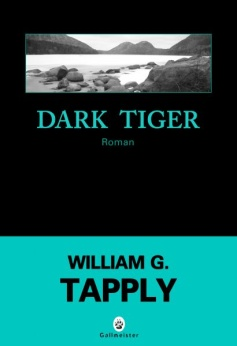 DARK TIGER
Roman
WILLIAM G.
TAPPLY
Gallmeister